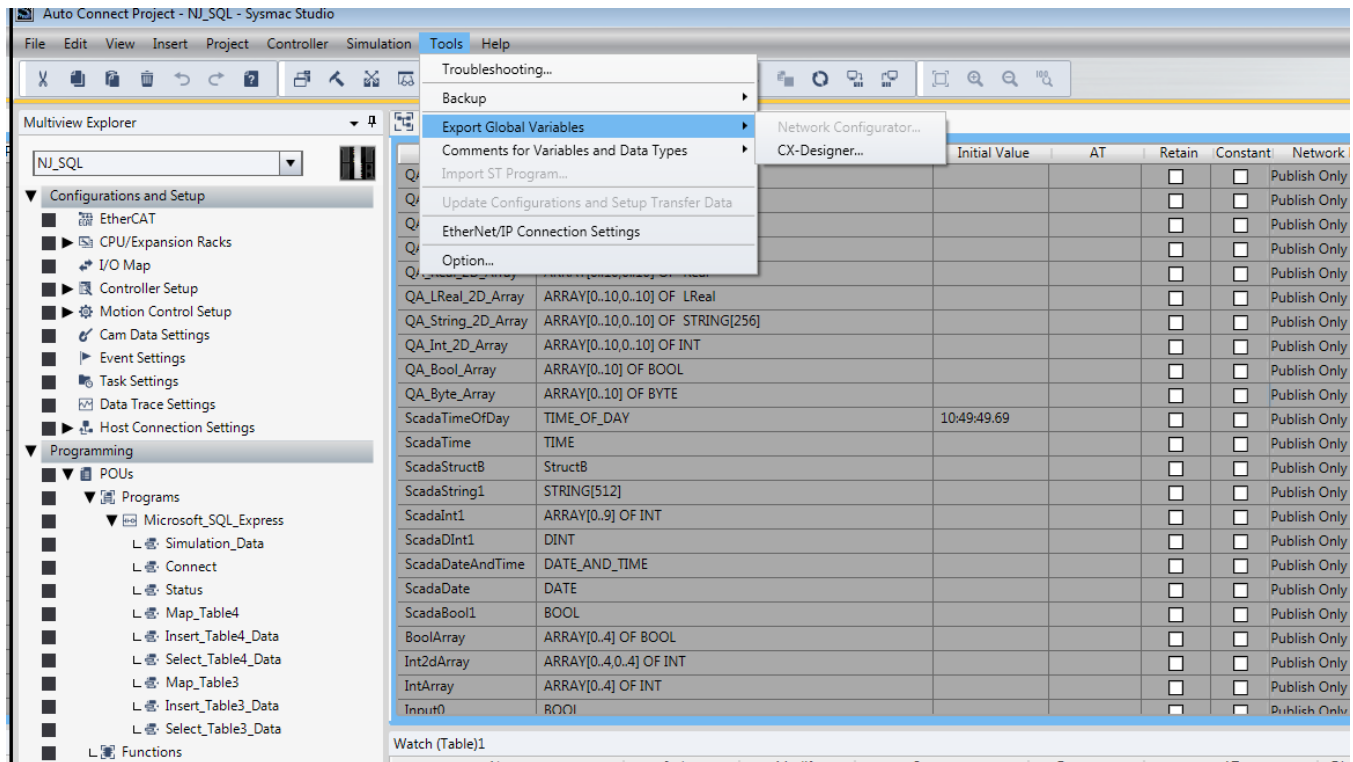 Auto Connect Project - NJ_SQL - Sysmac Studio
File Edit View Insert Project Controller Simulation Tools Help
Troubleshooting...
Backup
Export Global Variables
Network Configurator...
CX-Designer...
Comments for Variables and Data Types
Import ST Program...
Update Configurations and Setup Transfer Data
EtherNet/IP Connection Settings
Option...
Multiview Explorer
NJ_SQL
Configurations and Setup
EtherCAT
CPU/Expansion Racks
I/O Map
Controller Setup
Motion Control Setup
Cam Data Settings
Event Settings
Task Settings
Data Trace Settings
Host Connection Settings
Programming
POUs
Programs
Microsoft_SQL_Express
Simulation_Data
Connect
Status
Map_Table4
Insert_Table4_Data
Select_Table4_Data
Map_Table3
Insert_Table3_Data
Select_Table3_Data
Functions
Initial Value AT Retain Constant Network
Publish Only
Publish Only
Publish Only
Publish Only
Publish Only
QA_LReal_2D_Array ARRAY[0..10,0..10] OF LReal Publish Only
QA_String_2D_Array ARRAY[0..10,0..10] OF STRING[256] Publish Only
QA_Int_2D_Array ARRAY[0..10,0..10] OF INT Publish Only
QA_Bool_Array ARRAY[0..10] OF BOOL Publish Only
QA_Byte_Array ARRAY[0..10] OF BYTE Publish Only
ScadaTimeOfDay TIME_OF_DAY 10:49:49.69 Publish Only
ScadaTime TIME Publish Only
ScadaStructB StructB Publish Only
ScadaString1 STRING[512] Publish Only
ScadaInt1 ARRAY[0..9] OF INT Publish Only
ScadaDInt1 DINT Publish Only
ScadaDateAndTime DATE_AND_TIME Publish Only
ScadaDate DATE Publish Only
ScadaBool1 BOOL Publish Only
BoolArray ARRAY[0..4] OF BOOL Publish Only
Int2dArray ARRAY[0..4,0..4] OF INT Publish Only
IntArray ARRAY[0..4] OF INT Publish Only
Input0 BOOL Publish Only
Watch (Table)1